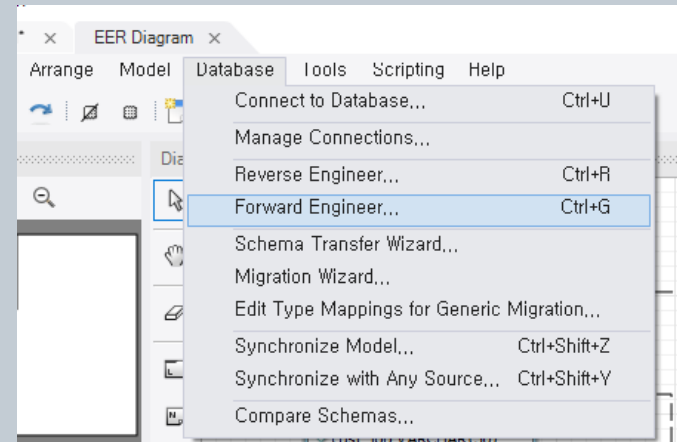 EER Diagram
Arrange Model Database Tools Scripting Help
Connect to Database... Ctrl+U
Manage Connections...
Dia
Reverse Engineer... Ctrl+R
Forward Engineer... Ctrl+G
Schema Transfer Wizard...
Migration Wizard...
Edit Type Mappings for Generic Migration...
Synchronize Model... Ctrl+Shift+Z
Synchronize with Any Source... Ctrl+Shift+Y
Compare Schemas...